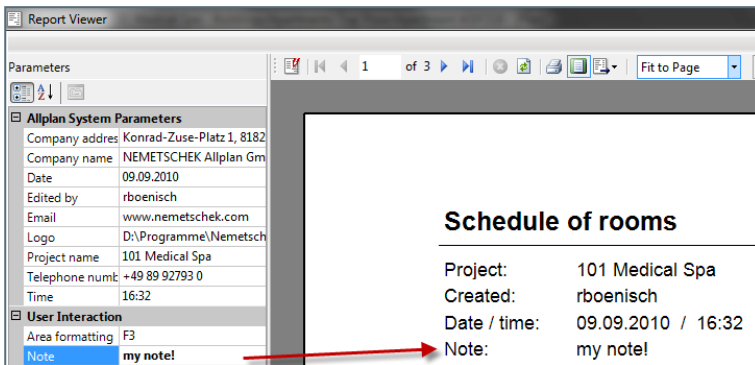 Report Viewer
Parameters
1 of 3
Fit to Page
Allplan System Parameters
Company addres Konrad-Zuse-Platz 1, 8182
Company name NEMETSCHEK Allplan Gm
Date 09.09.2010
Edited by rboenisch
Email www.nemetschek.com
Logo D:\Programme\Nemetsch
Project name 101 Medical Spa
Telephone numb +49 89 92793 0
Time 16:32
User Interaction
Area formatting F3
Note my note!
Schedule of rooms
Project: 101 Medical Spa
Created: rboenisch
Date / time: 09.09.2010 / 16:32
Note: my note!